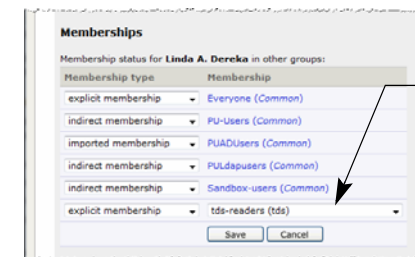 Memberships
Membership status for Linda A. Dereka in other groups:
Membership type Membership
explicit membership Everyone (Common)
indirect membership PU-Users (Common)
imported membership PUADUsers (Common)
indirect membership PULdapusers (Common)
indirect membership Sandbox-users (Common)
explicit membership tds-readers (tds)
Save Cancel